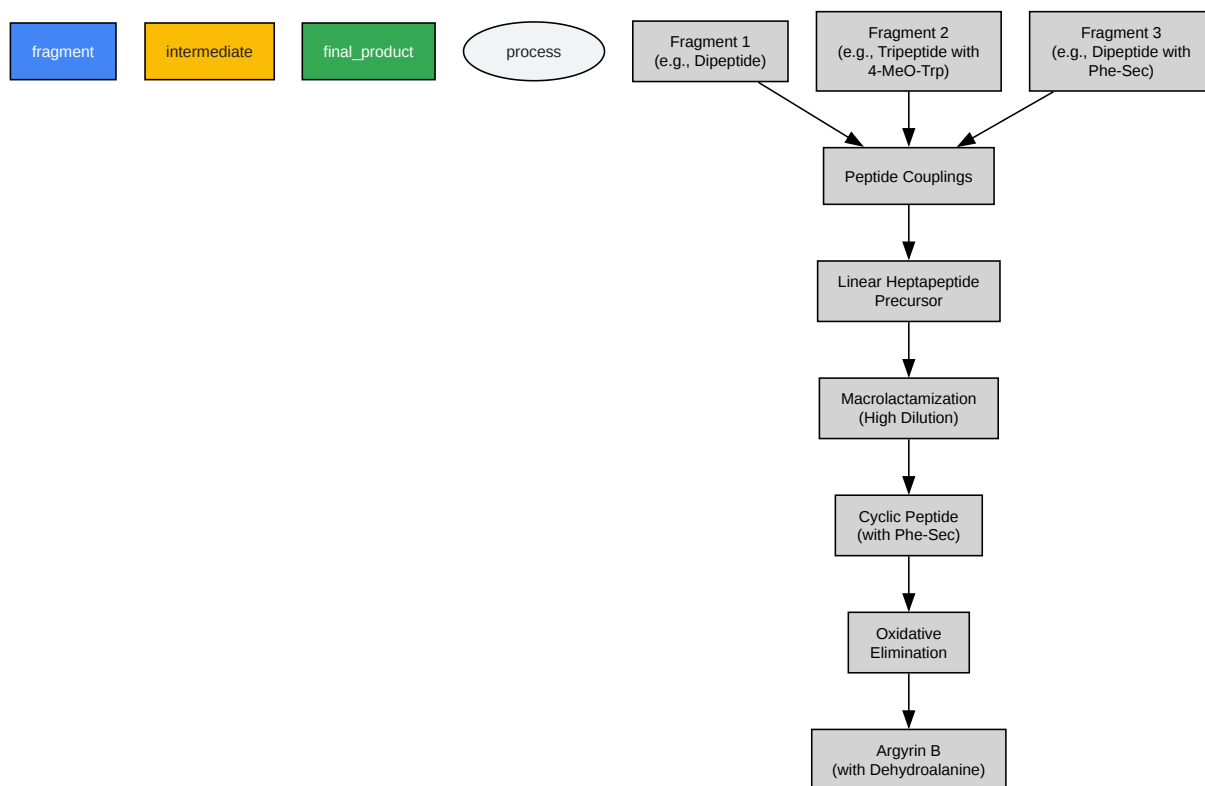 fragment
intermediate
final_product
process
Fragment 1
(e.g., Dipeptide)
Fragment 2
(e.g., Tripeptide with
4-MeO-Trp)
Fragment 3
(e.g., Dipeptide with
Phe-Sec)
Peptide Couplings
Linear Heptapeptide
Precursor
Macrolactamization
(High Dilution)
Cyclic Peptide
(with Phe-Sec)
Oxidative
Elimination
Argyrin B
(with Dehydroalanine)